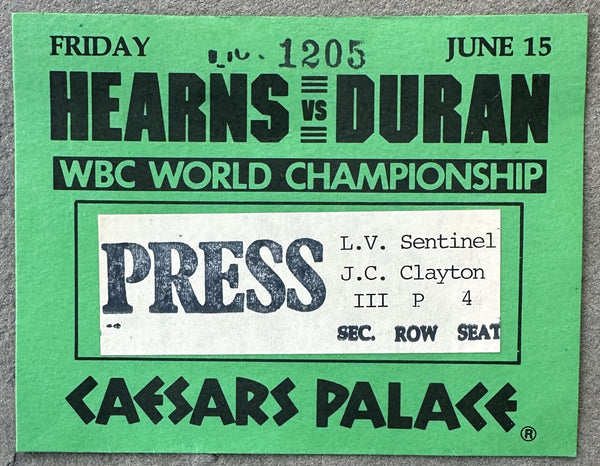 FRIDAY 1205 JUNE 15
HEARNS VS DURAN
WBC WORLD CHAMPIONSHIP
PRESS
L.V. Sentinel
J.C. Clayton
III P 4
SEC. ROW SEAT
CAESARS PALACE ®